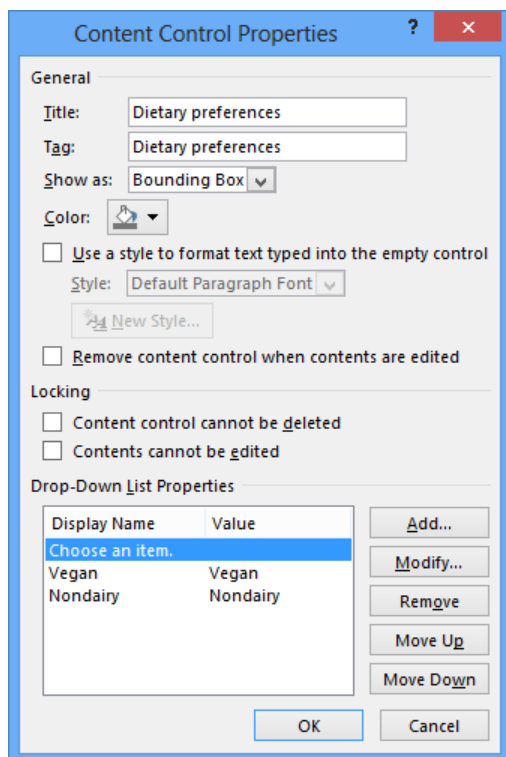 Content Control Properties ? ×
General
Title: Dietary preferences
Tag: Dietary preferences
Show as: Bounding Box
Color:
Use a style to format text typed into the empty control
Style: Default Paragraph Font
New Style...
Remove content control when contents are edited
Locking
Content control cannot be deleted
Contents cannot be edited
Drop-Down List Properties
Display Name Value
Choose an item.
Vegan Vegan
Nondairy Nondairy
Add...
Modify...
Remove
Move Up
Move Down
OK Cancel